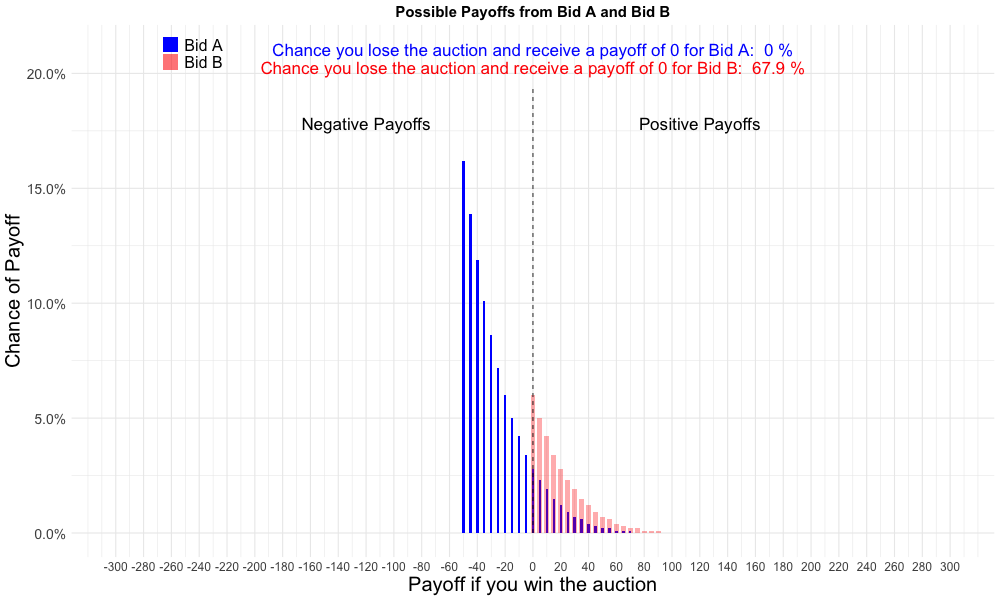 Possible Payoffs from Bid A and Bid B
Bid A
Bid B
Chance you lose the auction and receive a payoff of 0 for Bid A:  0 %
Chance you lose the auction and receive a payoff of 0 for Bid B:  67.9 %
Negative Payoffs
Positive Payoffs
Chance of Payoff
20.0%
15.0%
10.0%
5.0%
0.0%
-300 -280 -260 -240 -220 -200 -180 -160 -140 -120 -100 -80 -60 -40 -20 0 20 40 60 80 100 120 140 160 180 200 220 240 260 280 300
Payoff if you win the auction